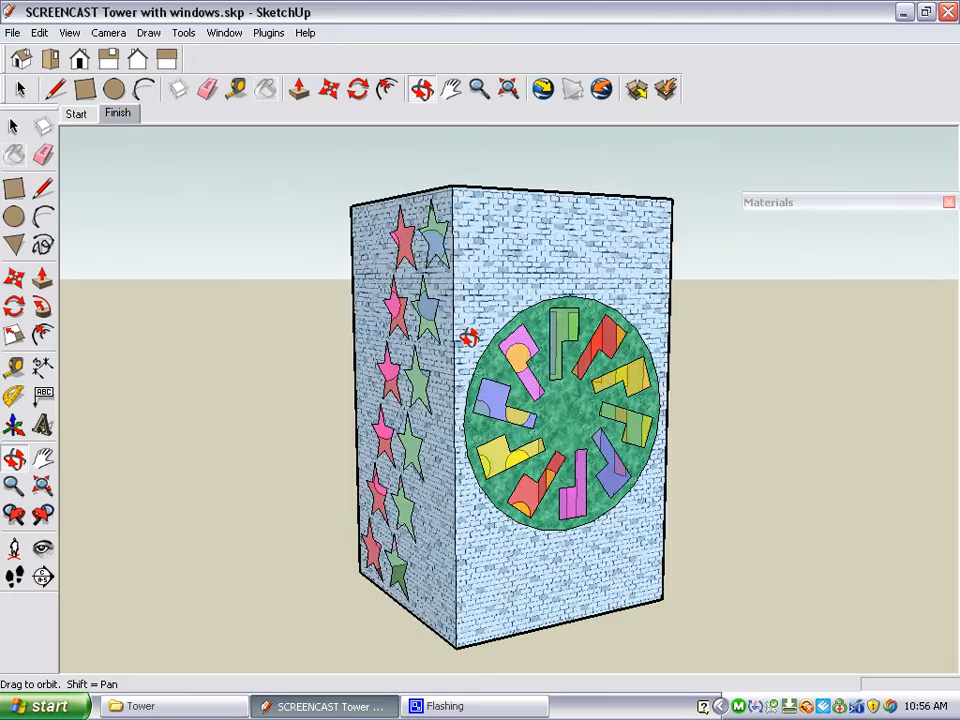 SCREENCAST Tower with windows.skp - SketchUp
File Edit View Camera Draw Tools Window Plugins Help
Start Finish
Materials
ABC
A
Drag to orbit. Shift = Pan
start Tower SCREENCAST Tower ... Flashing 10:56 AM